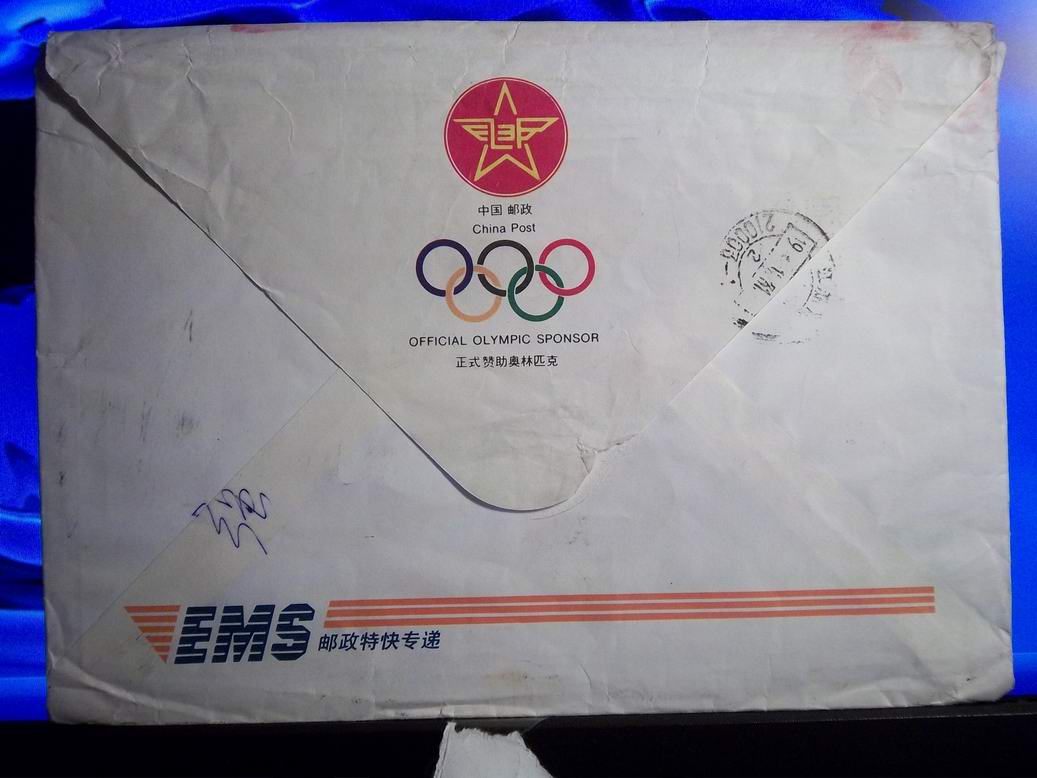 中国 邮政
China Post
OFFICIAL OLYMPIC SPONSOR
正式赞助奥林匹克
210003
EMS 邮政特快专递